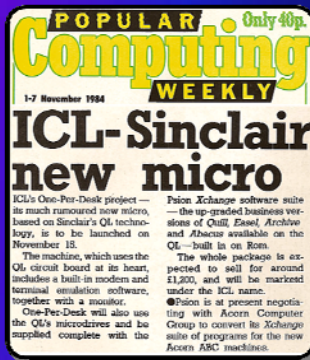 POPULAR
Only 40p.
Computing
WEEKLY
1-7 November 1984
ICL-Sinclair
new micro
ICL's One-Per-Desk project —
its much rumoured new micro,
based on Sinclair's QL techno-
logy, is to be launched on
November 15.
The machine, which uses the
QL circuit board at its heart,
includes a built-in modem and
terminal emulation software,
together with a monitor.
One-Per-Desk will also use
the QL's microdrives and be
supplied complete with the
Psion Xchange software suite
— the up-graded business ver-
sions of Quill, Easel, Archive
and Abacus available on the
QL — built in on Rom.
The whole package is ex-
pected to sell for around
£1,200, and will be marketd
under the ICL name.
●Psion is at present negotia-
ting with Acorn Computer
Group to convert its Xchange
suite of programs for the new
Acorn ABC machines.